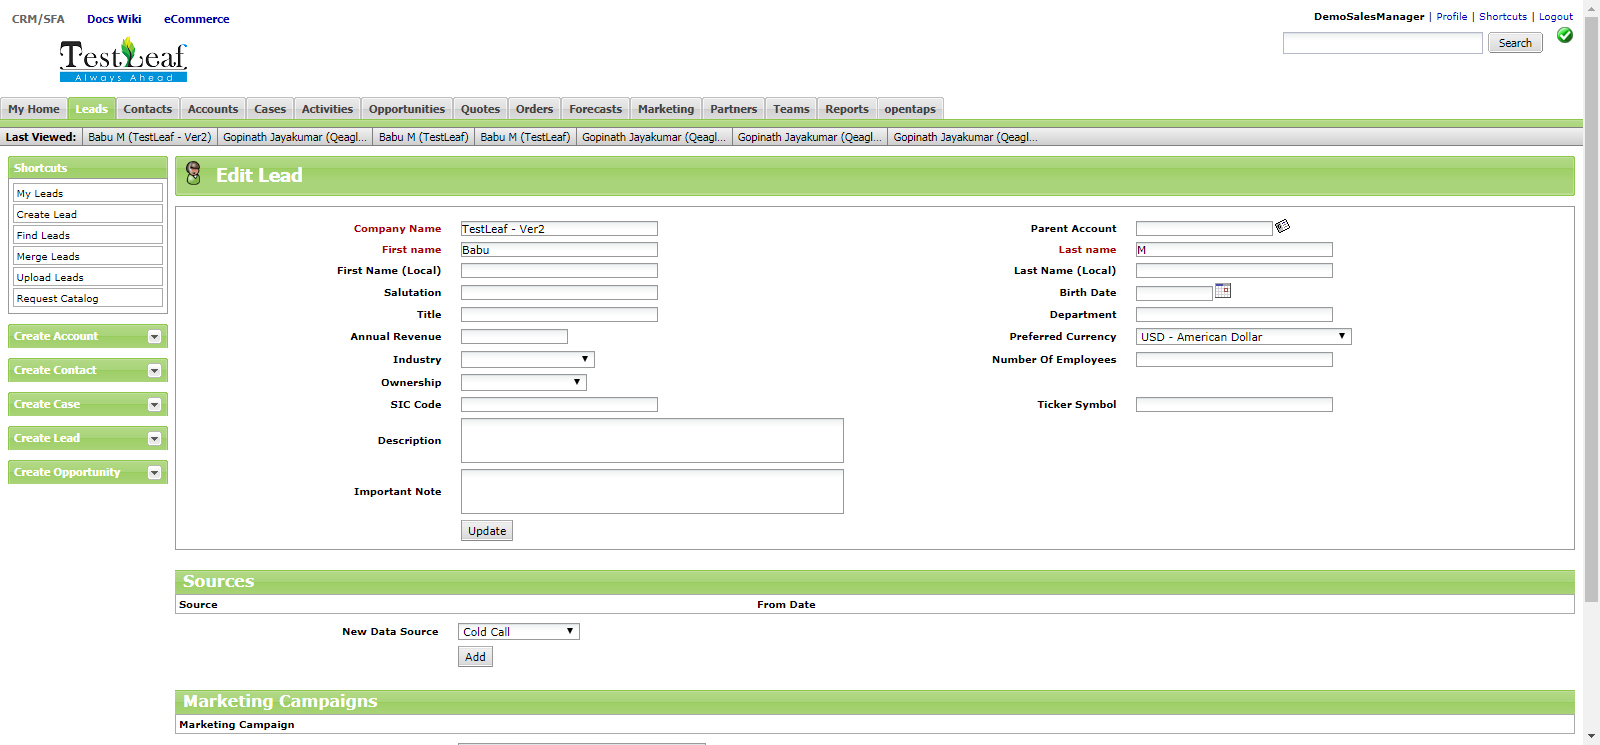 CRM/SFA Docs Wiki eCommerce
DemoSalesManager | Profile | Shortcuts | Logout
TestLeaf
Always Ahead
Search
My Home Leads Contacts Accounts Cases Activities Opportunities Quotes Orders Forecasts Marketing Partners Teams Reports opentaps
Last Viewed: Babu M (TestLeaf - Ver2) Gopinath Jayakumar (Qeagl... Babu M (TestLeaf) Babu M (TestLeaf) Gopinath Jayakumar (Qeagl... Gopinath Jayakumar (Qeagl... Gopinath Jayakumar (Qeagl...
Shortcuts
My Leads
Create Lead
Find Leads
Merge Leads
Upload Leads
Request Catalog
Create Account
Create Contact
Create Case
Create Lead
Create Opportunity
Edit Lead
Company Name TestLeaf - Ver2 Parent Account
First name Babu Last name M
First Name (Local) Last Name (Local)
Salutation Birth Date
Title Department
Annual Revenue Preferred Currency USD - American Dollar
Industry Number Of Employees
Ownership
SIC Code Ticker Symbol
Description
Important Note
Update
Sources
Source From Date
New Data Source Cold Call
Add
Marketing Campaigns
Marketing Campaign